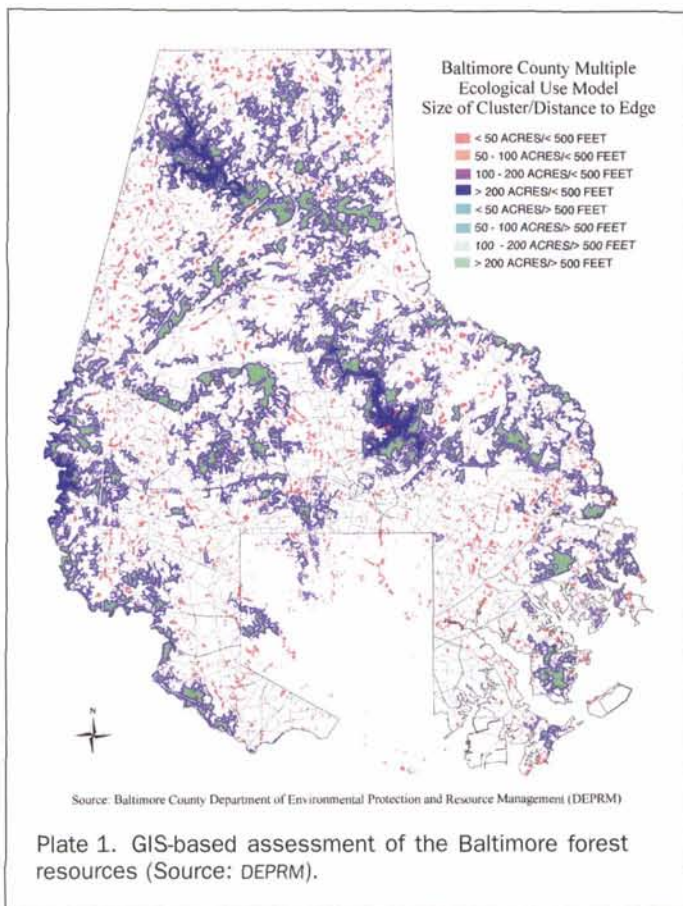 Baltimore County Multiple
Ecological Use Model
Size of Cluster/Distance to Edge
< 50 ACRES/< 500 FEET
50 - 100 ACRES/< 500 FEET
100 - 200 ACRES/< 500 FEET
> 200 ACRES/< 500 FEET
< 50 ACRES/> 500 FEET
50 - 100 ACRES/> 500 FEET
100 - 200 ACRES/> 500 FEET
> 200 ACRES/> 500 FEET
N
Source: Baltimore County Department of Environmental Protection and Resource Management (DEPRM)
Plate 1. GIS-based assessment of the Baltimore forest
resources (Source: DEPRM).